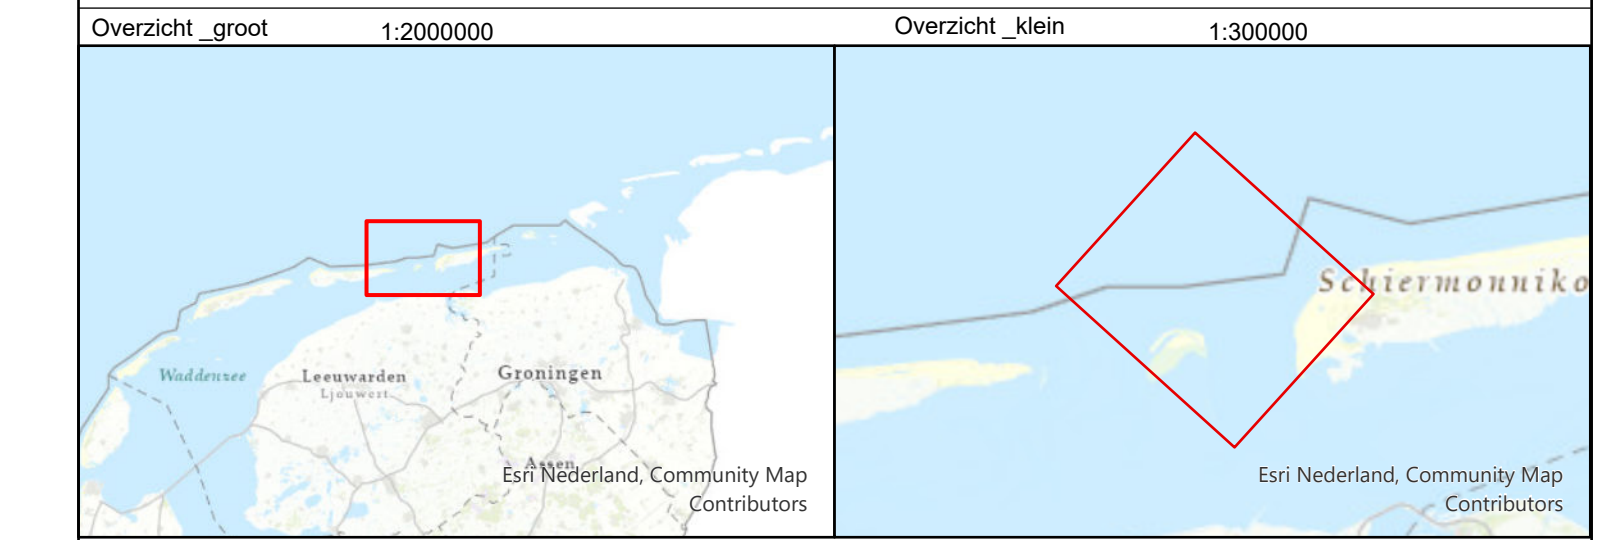 Overzicht _groot 1:2000000
Overzicht _klein 1:300000
Waddenzee
Leeuwarden
Ljouwert
Groningen
Assen
Esri Nederland, Community Map
Contributors
Schiermonniko
Esri Nederland, Community Map
Contributors